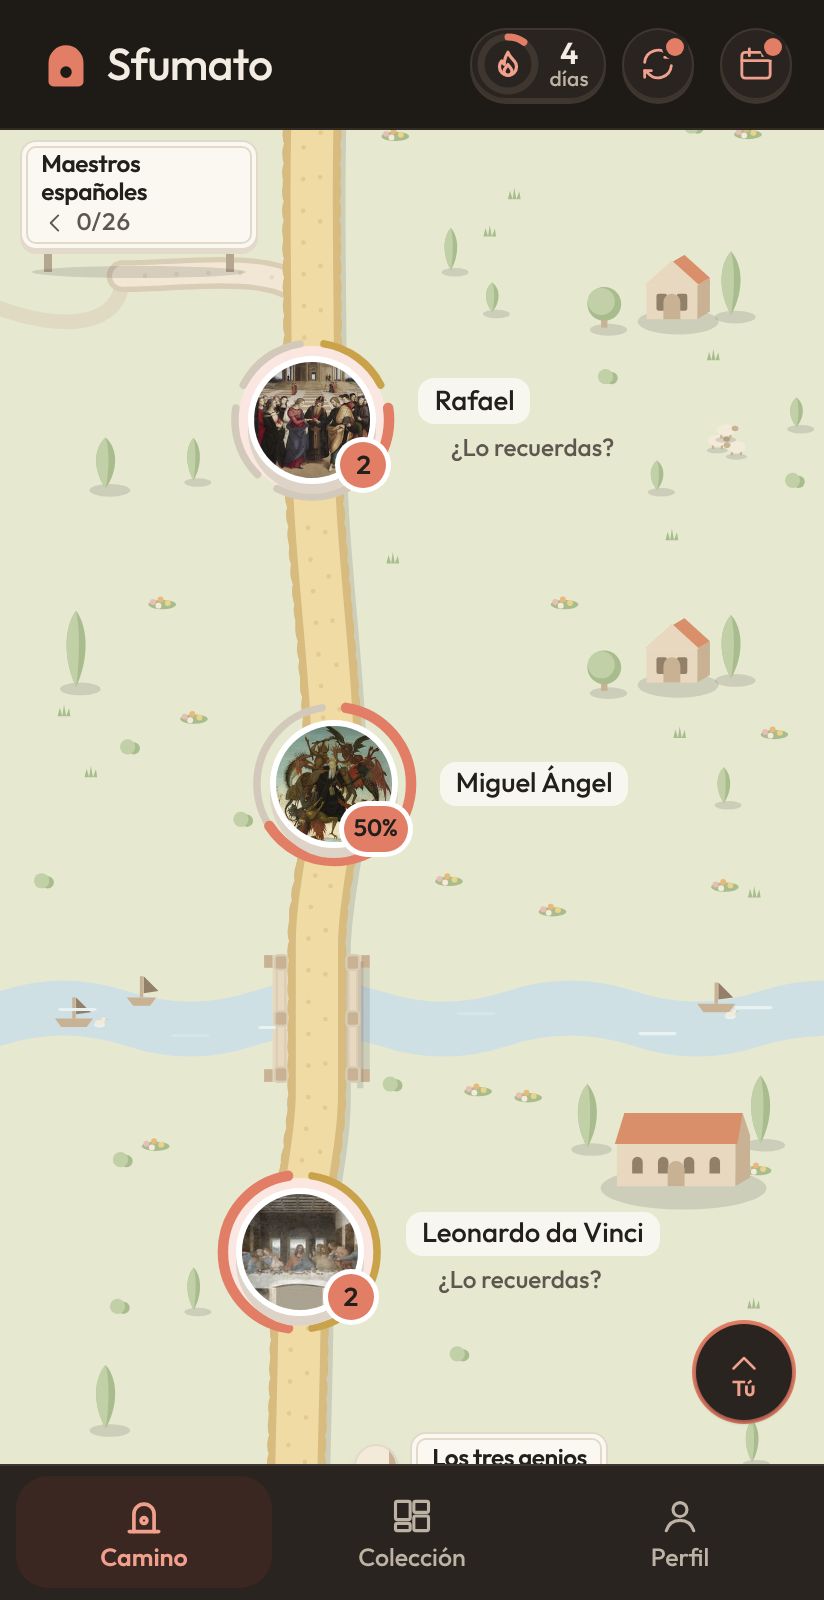 Sfumato
4
días
Maestros
españoles
0/26
Rafael
¿Lo recuerdas?
2
Miguel Ángel
50%
Leonardo da Vinci
¿Lo recuerdas?
2
Tú
Los tres genios
Camino
Colección
Perfil